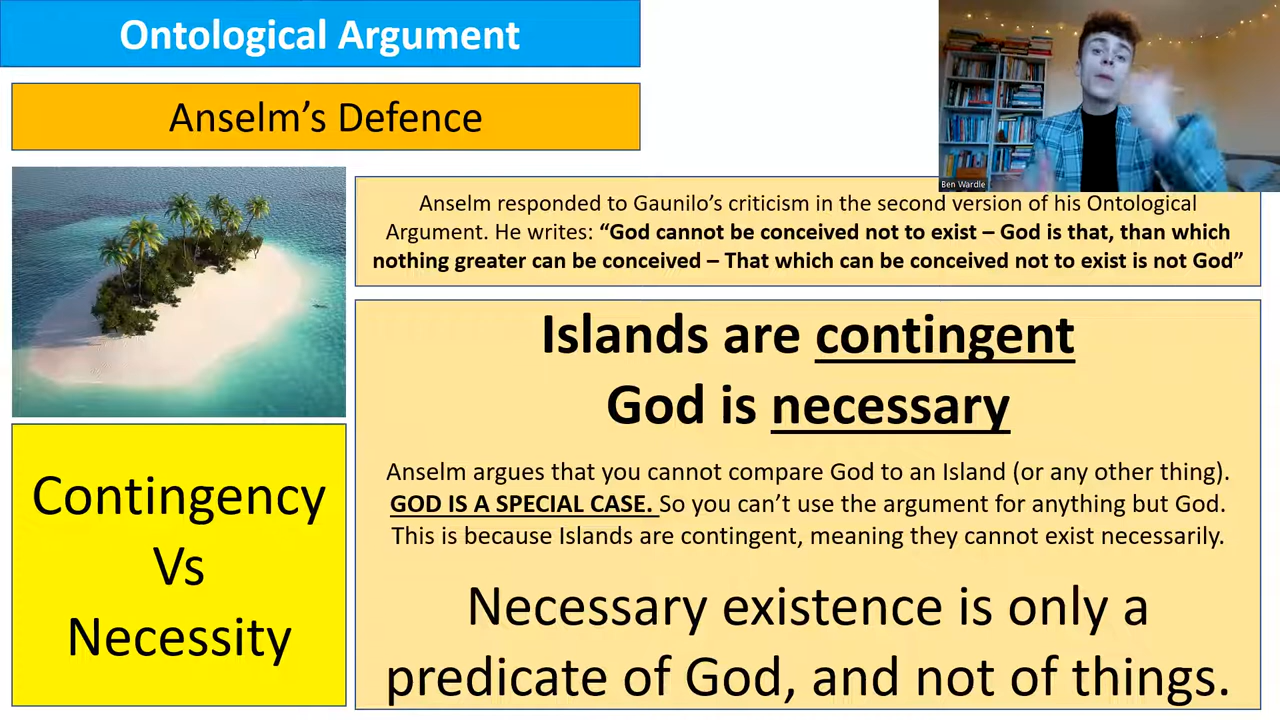 Ontological Argument
Anselm's Defence
Ben Wardle
Anselm responded to Gaunilo's criticism in the second version of his Ontological
Argument. He writes: “God cannot be conceived not to exist – God is that, than which
nothing greater can be conceived – That which can be conceived not to exist is not God”
Islands are contingent
God is necessary
Anselm argues that you cannot compare God to an Island (or any other thing).
GOD IS A SPECIAL CASE. So you can't use the argument for anything but God.
This is because Islands are contingent, meaning they cannot exist necessarily.
Necessary existence is only a
predicate of God, and not of things.
Contingency
Vs
Necessity